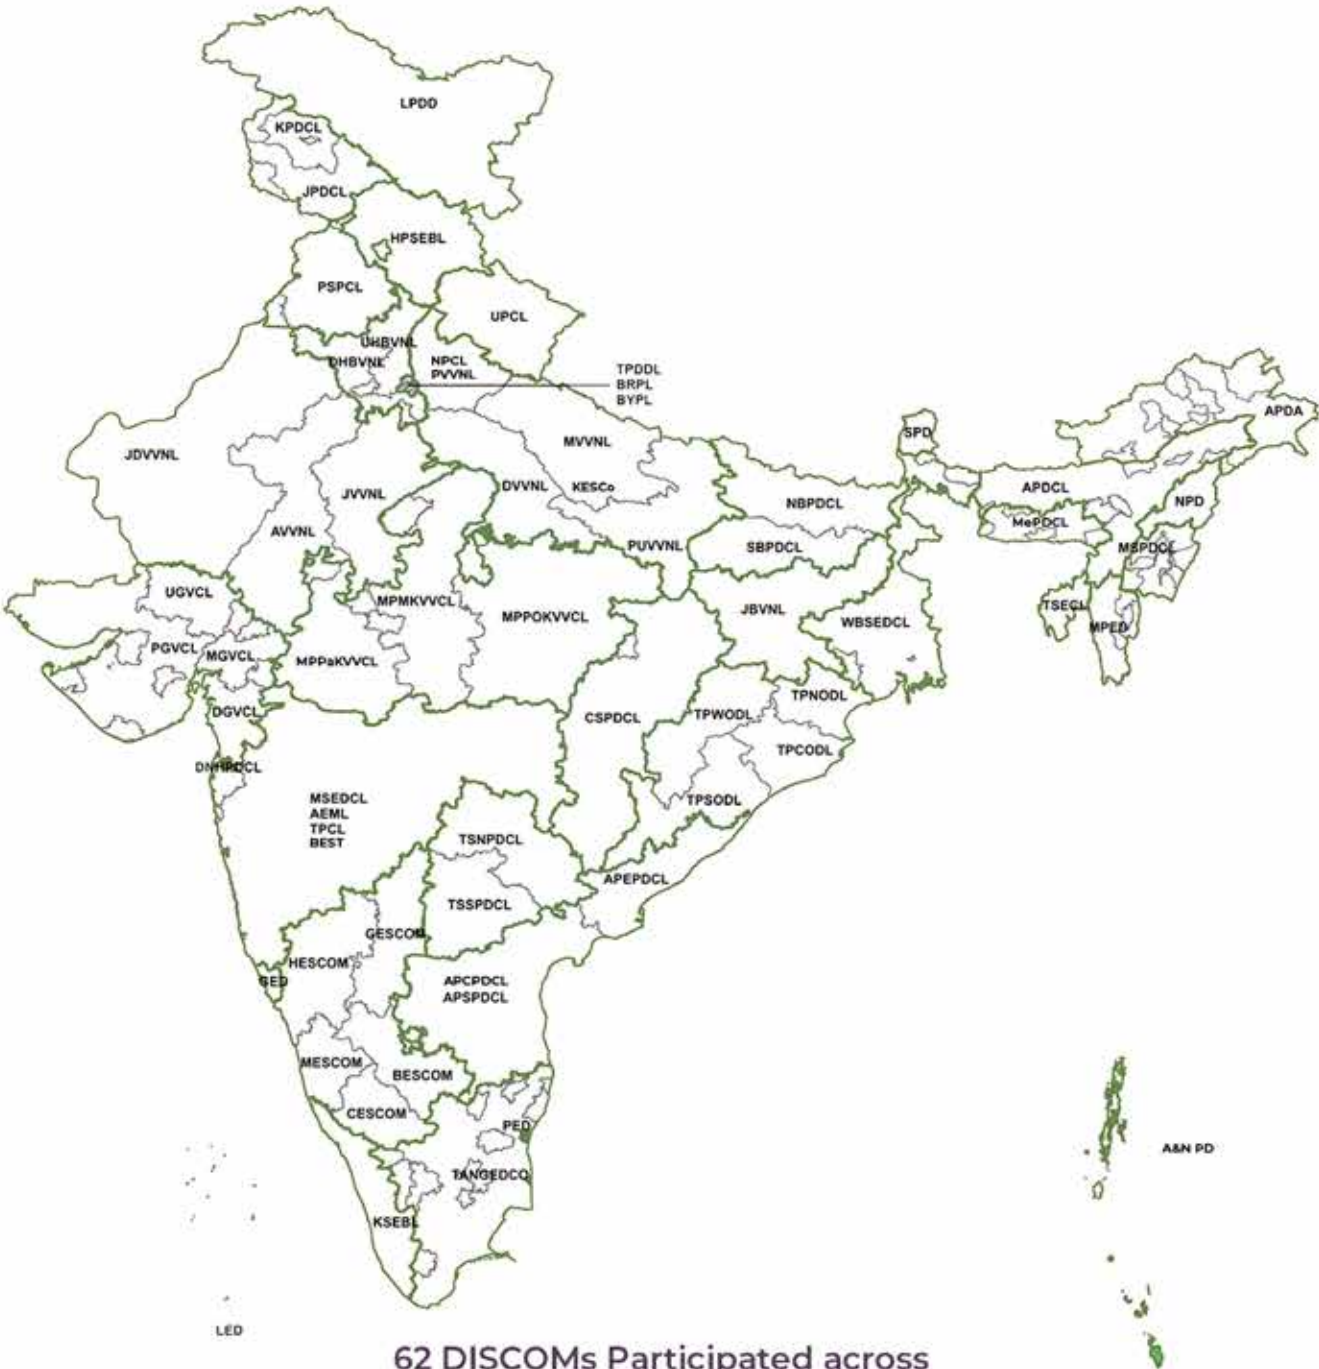 LPDD
KPDCL
JPDCL
HPSEBL
PSPCL
UPCL
UHBVNL
DHBVNL
NPCL
PVVNL
TPDDL
BRPL
BYPL
APDA
SPD
MVVNL
JDVVNL
JVVNL
DVVNL
KESCo
APDCL
NPD
NBPDCL
MePDCL
AVVNL
PUVVNL
SBPDCL
MSPDCL
UGVCL
MPMKVVCL
MPPOKVVCL
JBVNL
WBSEDCL
TSECL
MPED
PGVCL
MGVCL
MPPaKVVCL
DGVCL
CSPDCL
TPWODL
TPNODL
TPCODL
DNHPDCL
MSEDCL
AEML
TPCL
BEST
TPSODL
TSNPDCL
APEPDCL
TSSPDCL
GESCOM
HESCOM
GED
APCPDCL
APSPDCL
MESCOM
BESCOM
CESCOM
PED
A&N PD
TANGEDCO
KSEBL
LED
62 DISCOMs Participated across